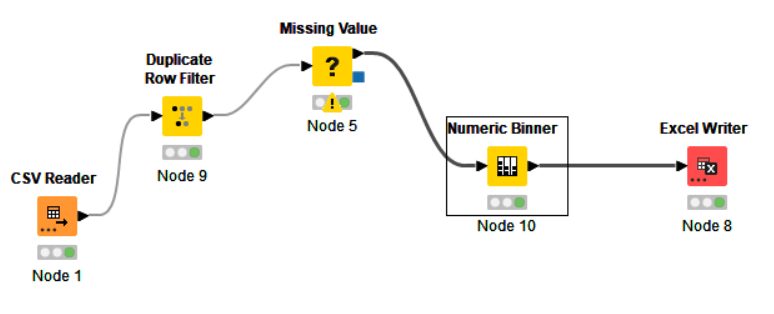 Missing Value
Duplicate
Row Filter
Node 5
Numeric Binner
Excel Writer
Node 9
CSV Reader
Node 10
Node 8
Node 1